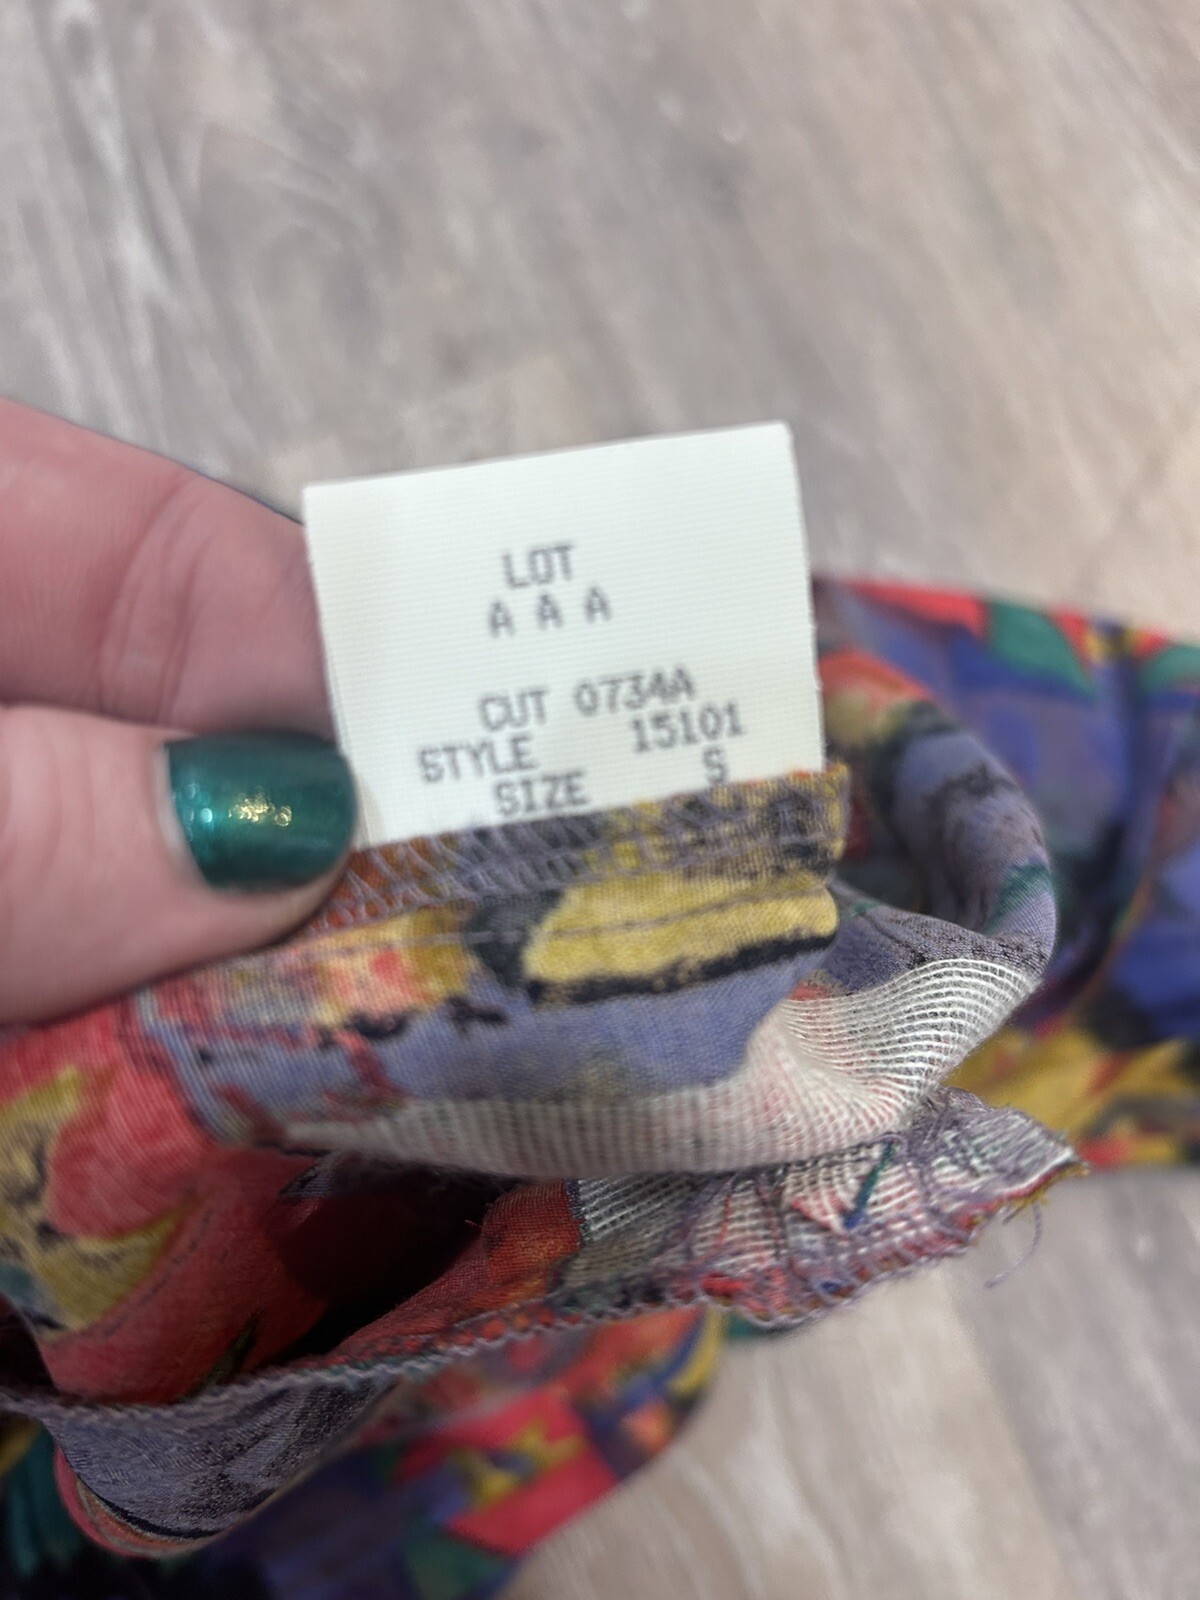 LOT
A A A
CUT 0734A
STYLE 15101
SIZE S